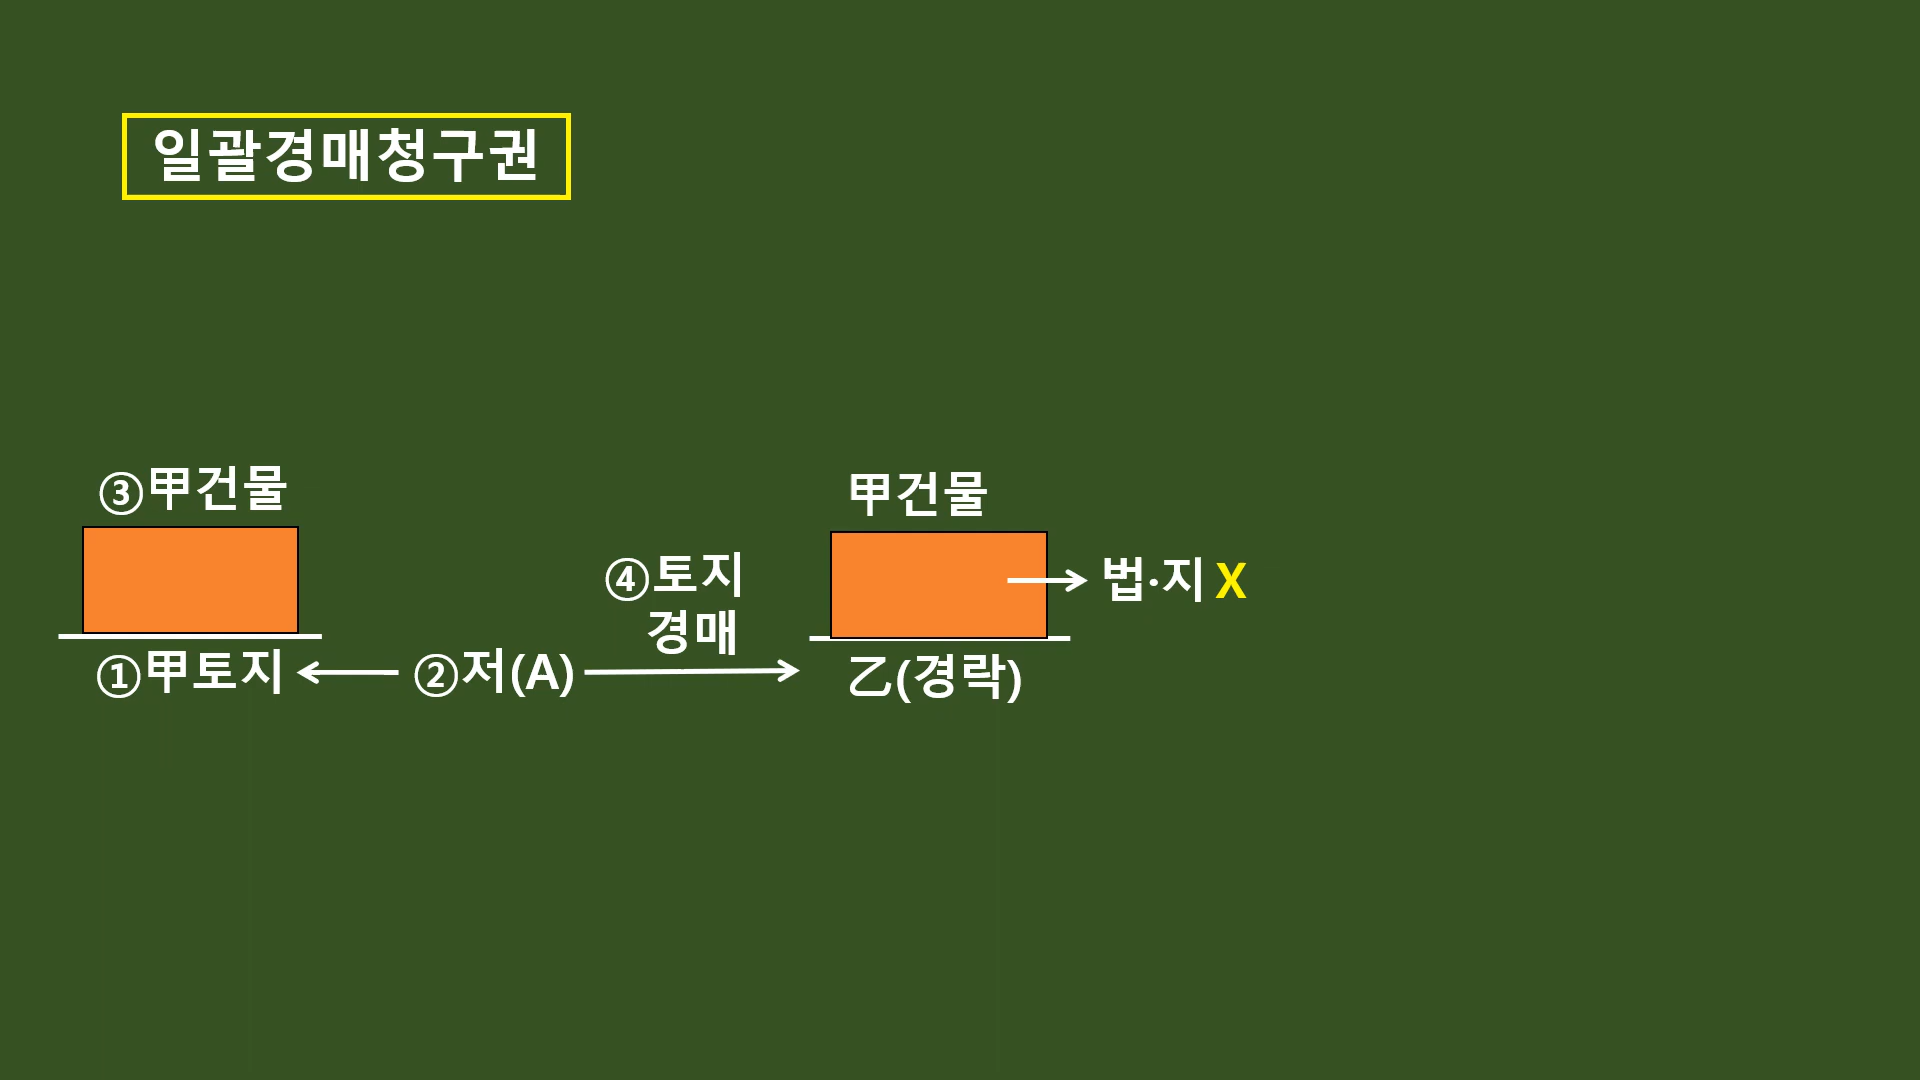 일괄경매청구권
③甲건물
①甲토지
②저(A)
④토지
경매
甲건물
乙(경락)
법·지 X